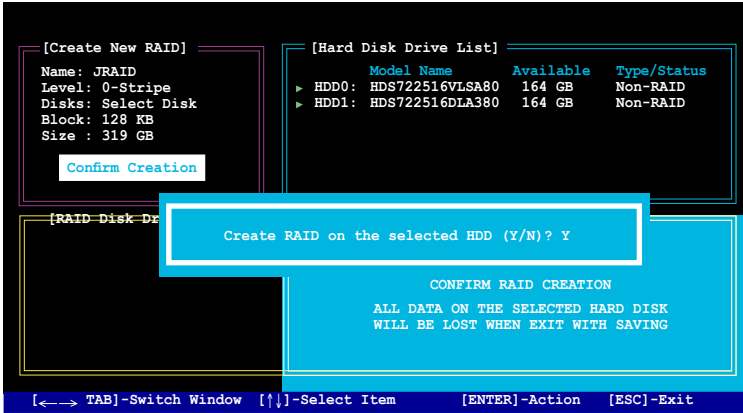 [Create New RAID]
Name: JRAID
Level: 0-Stripe
Disks: Select Disk
Block: 128 KB
Size : 319 GB
Confirm Creation
[Hard Disk Drive List]
Model Name Available Type/Status
HDD0: HDS722516VLSA80 164 GB Non-RAID
HDD1: HDS722516DLA380 164 GB Non-RAID
[RAID Disk Dr
Create RAID on the selected HDD (Y/N)? Y
CONFIRM RAID CREATION
ALL DATA ON THE SELECTED HARD DISK
WILL BE LOST WHEN EXIT WITH SAVING
[←--→ TAB]-Switch Window [↑↓]-Select Item [ENTER]-Action [ESC]-Exit